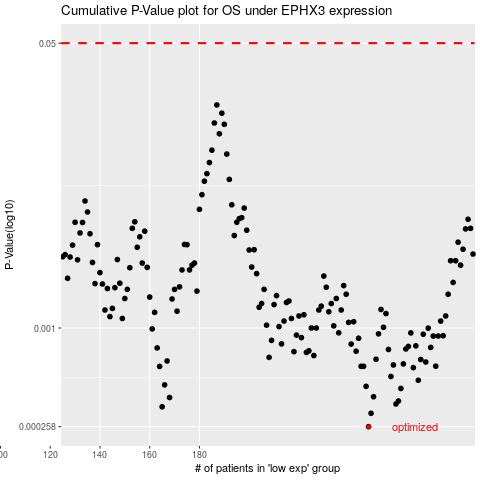 Cumulative P-Value plot for OS under EPHX3 expression
0.05
P-Value(log10)
0.001
0.000258
optimized
00 120 140 160 180
# of patients in 'low exp' group